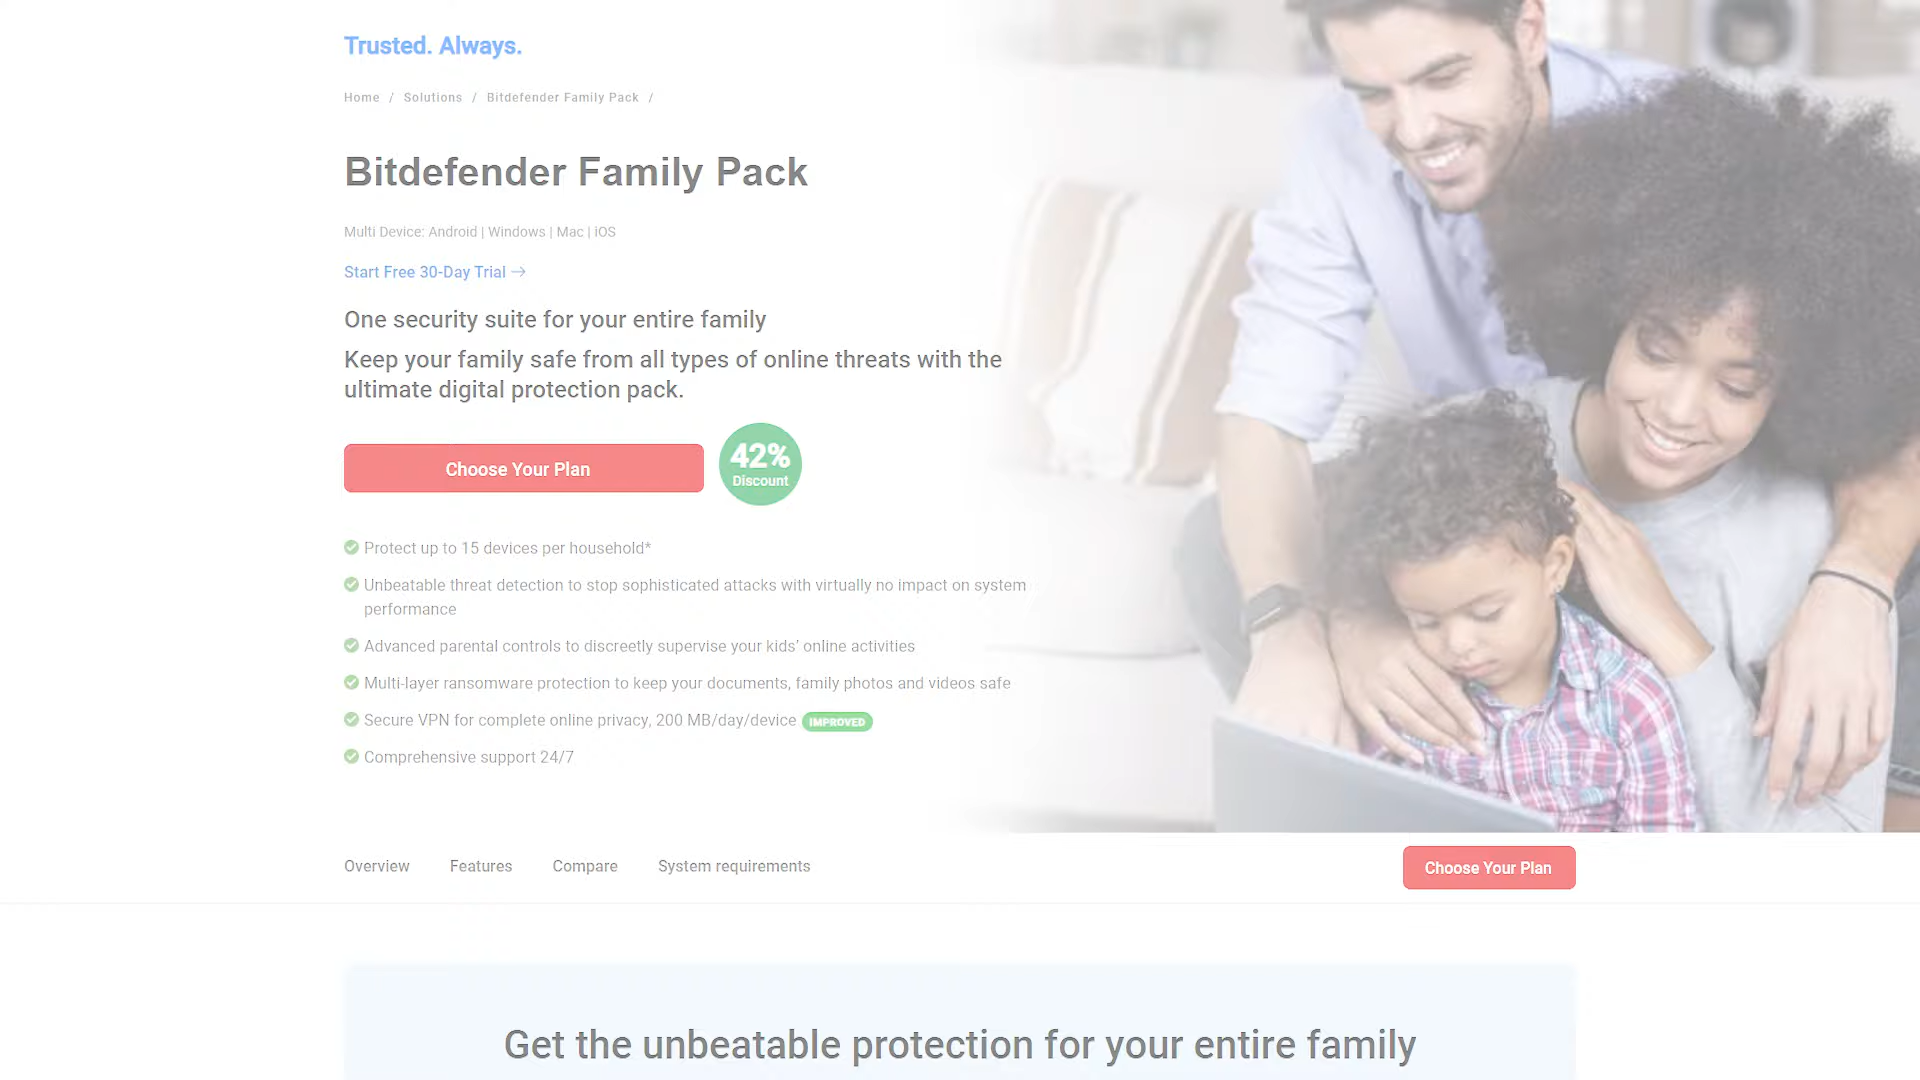 Trusted. Always.
Home / Solutions / Bitdefender Family Pack /
Bitdefender Family Pack
Multi Device: Android | Windows | Mac | iOS
Start Free 30-Day Trial →
One security suite for your entire family
Keep your family safe from all types of online threats with the
ultimate digital protection pack.
Choose Your Plan
42%
Discount
Protect up to 15 devices per household*
Unbeatable threat detection to stop sophisticated attacks with virtually no impact on system
performance
Advanced parental controls to discreetly supervise your kids’ online activities
Multi-layer ransomware protection to keep your documents, family photos and videos safe
Secure VPN for complete online privacy, 200 MB/day/device IMPROVED
Comprehensive support 24/7
Overview Features Compare System requirements Choose Your Plan
Get the unbeatable protection for your entire family